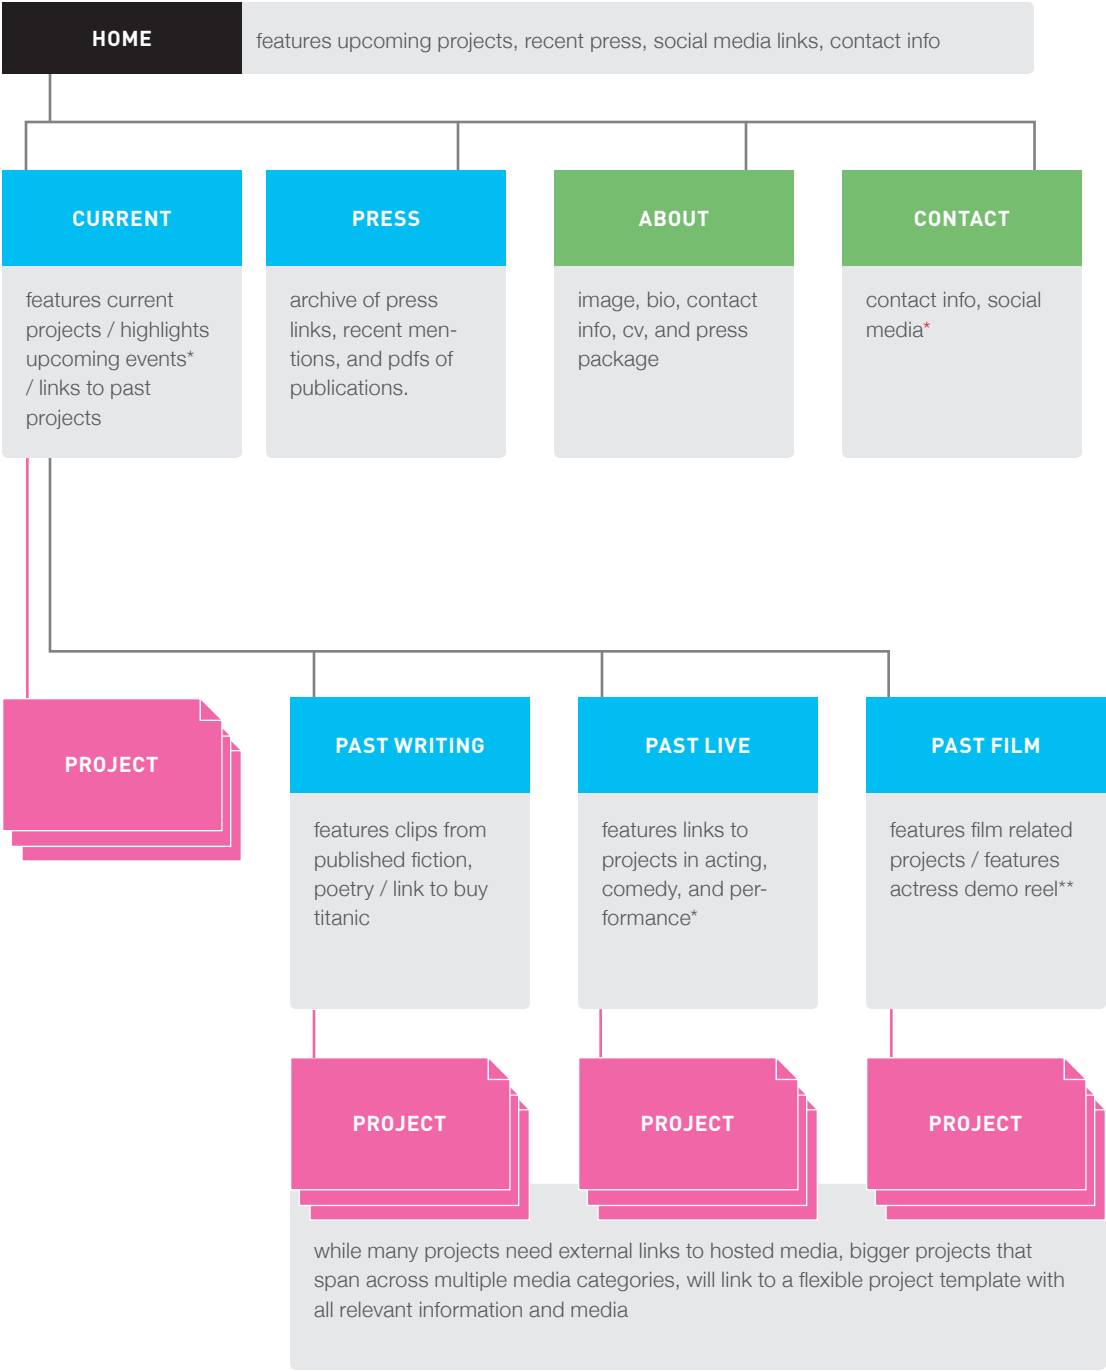 HOME
features upcoming projects, recent press, social media links, contact info
CURRENT
features current
projects / highlights
upcoming events*
/ links to past
projects
PRESS
archive of press
links, recent men-
tions, and pdfs of
publications.
ABOUT
image, bio, contact
info, cv, and press
package
CONTACT
contact info, social
media*
PROJECT
PAST WRITING
features clips from
published fiction,
poetry / link to buy
titanic
PAST LIVE
features links to
projects in acting,
comedy, and per-
formance*
PAST FILM
features film related
projects / features
actress demo reel**
PROJECT
PROJECT
PROJECT
while many projects need external links to hosted media, bigger projects that
span across multiple media categories, will link to a flexible project template with
all relevant information and media